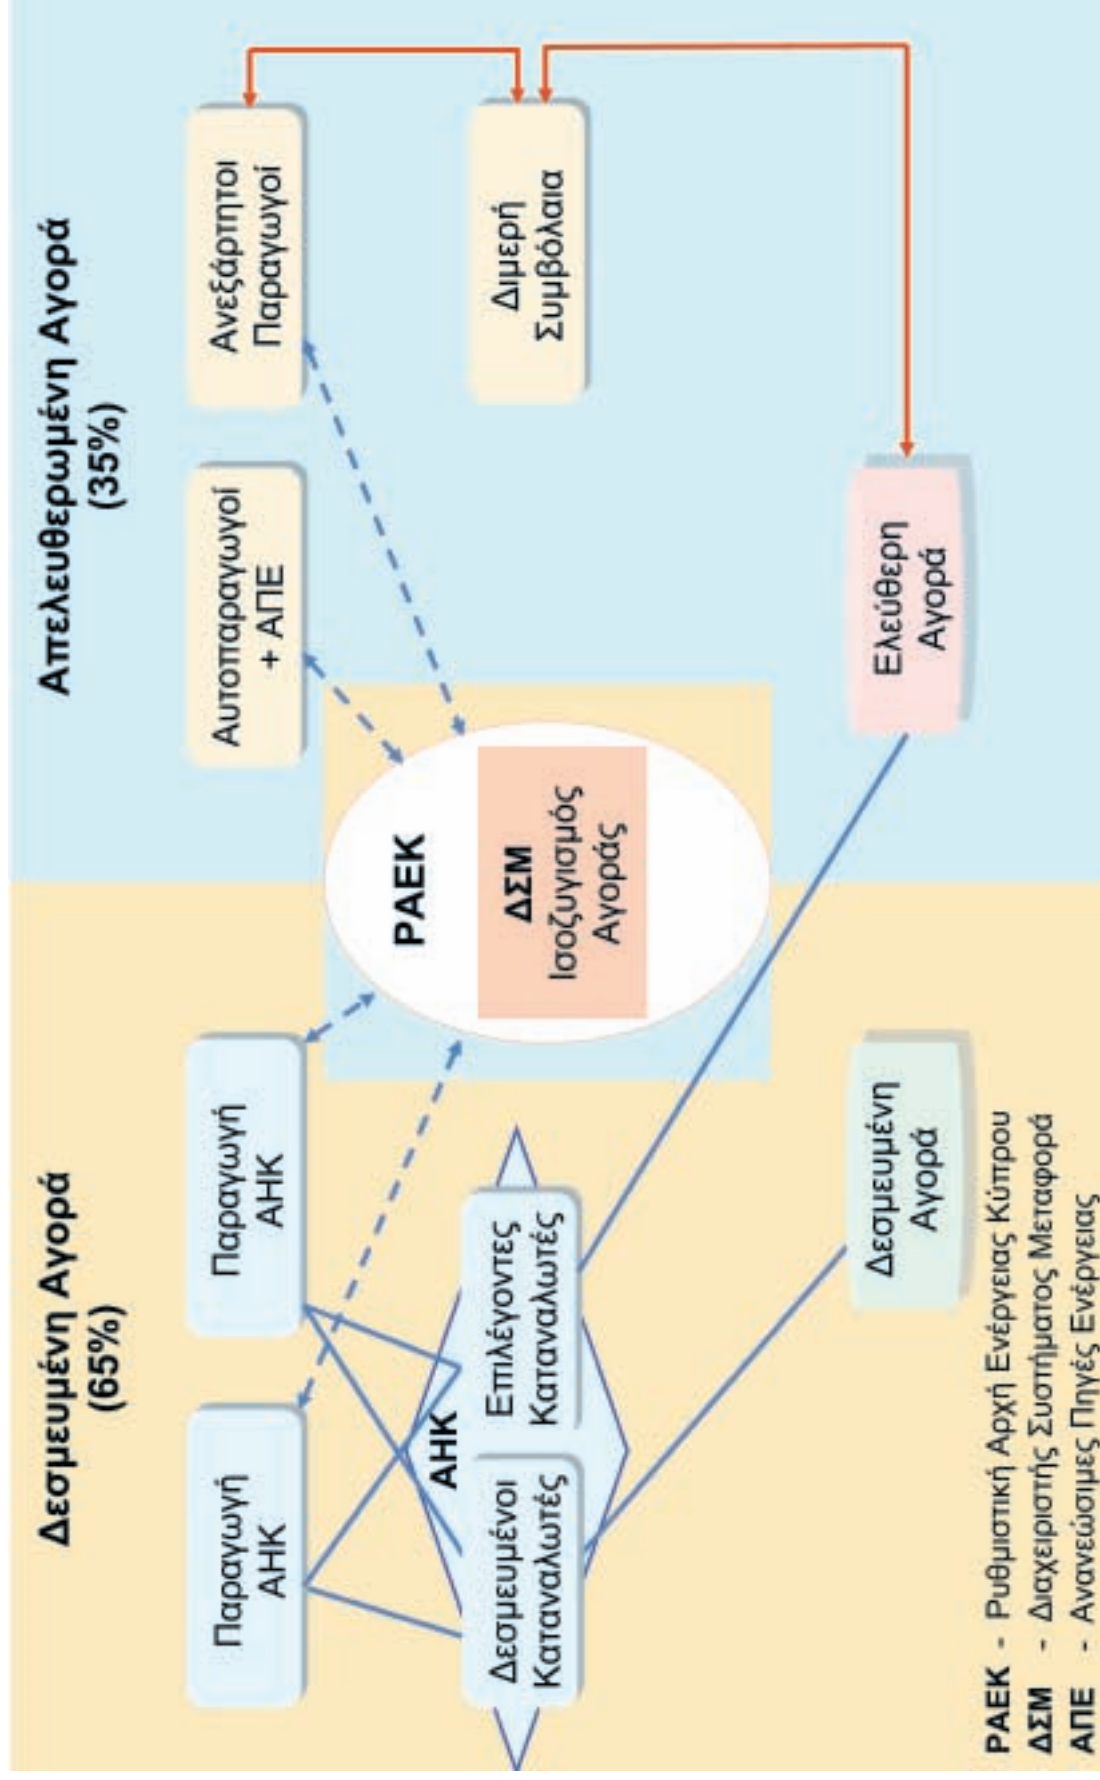 Δεσμευμένη Αγορά
(65%)
Απελευθερωμένη Αγορά
(35%)
Παραγωγή
ΑΗΚ
Παραγωγή
ΑΗΚ
Αυτοπαραγωγοί
+ ΑΠΕ
Ανεξάρτητοι
Παραγωγοί
ΑΗΚ
Δεσμευμένοι
Καταναλωτές
Επιλέγοντες
Καταναλωτές
ΡΑΕΚ
ΔΣΜ
Ισοζυγισμός
Αγοράς
Διμερή
Συμβόλαια
Δεσμευμένη
Αγορά
Ελεύθερη
Αγορά
ΡΑΕΚ - Ρυθμιστική Αρχή Ενέργειας Κύπρου
ΔΣΜ - Διαχειριστής Συστήματος Μεταφορά
ΑΠΕ - Ανανεώσιμες Πηγές Ενέργειας